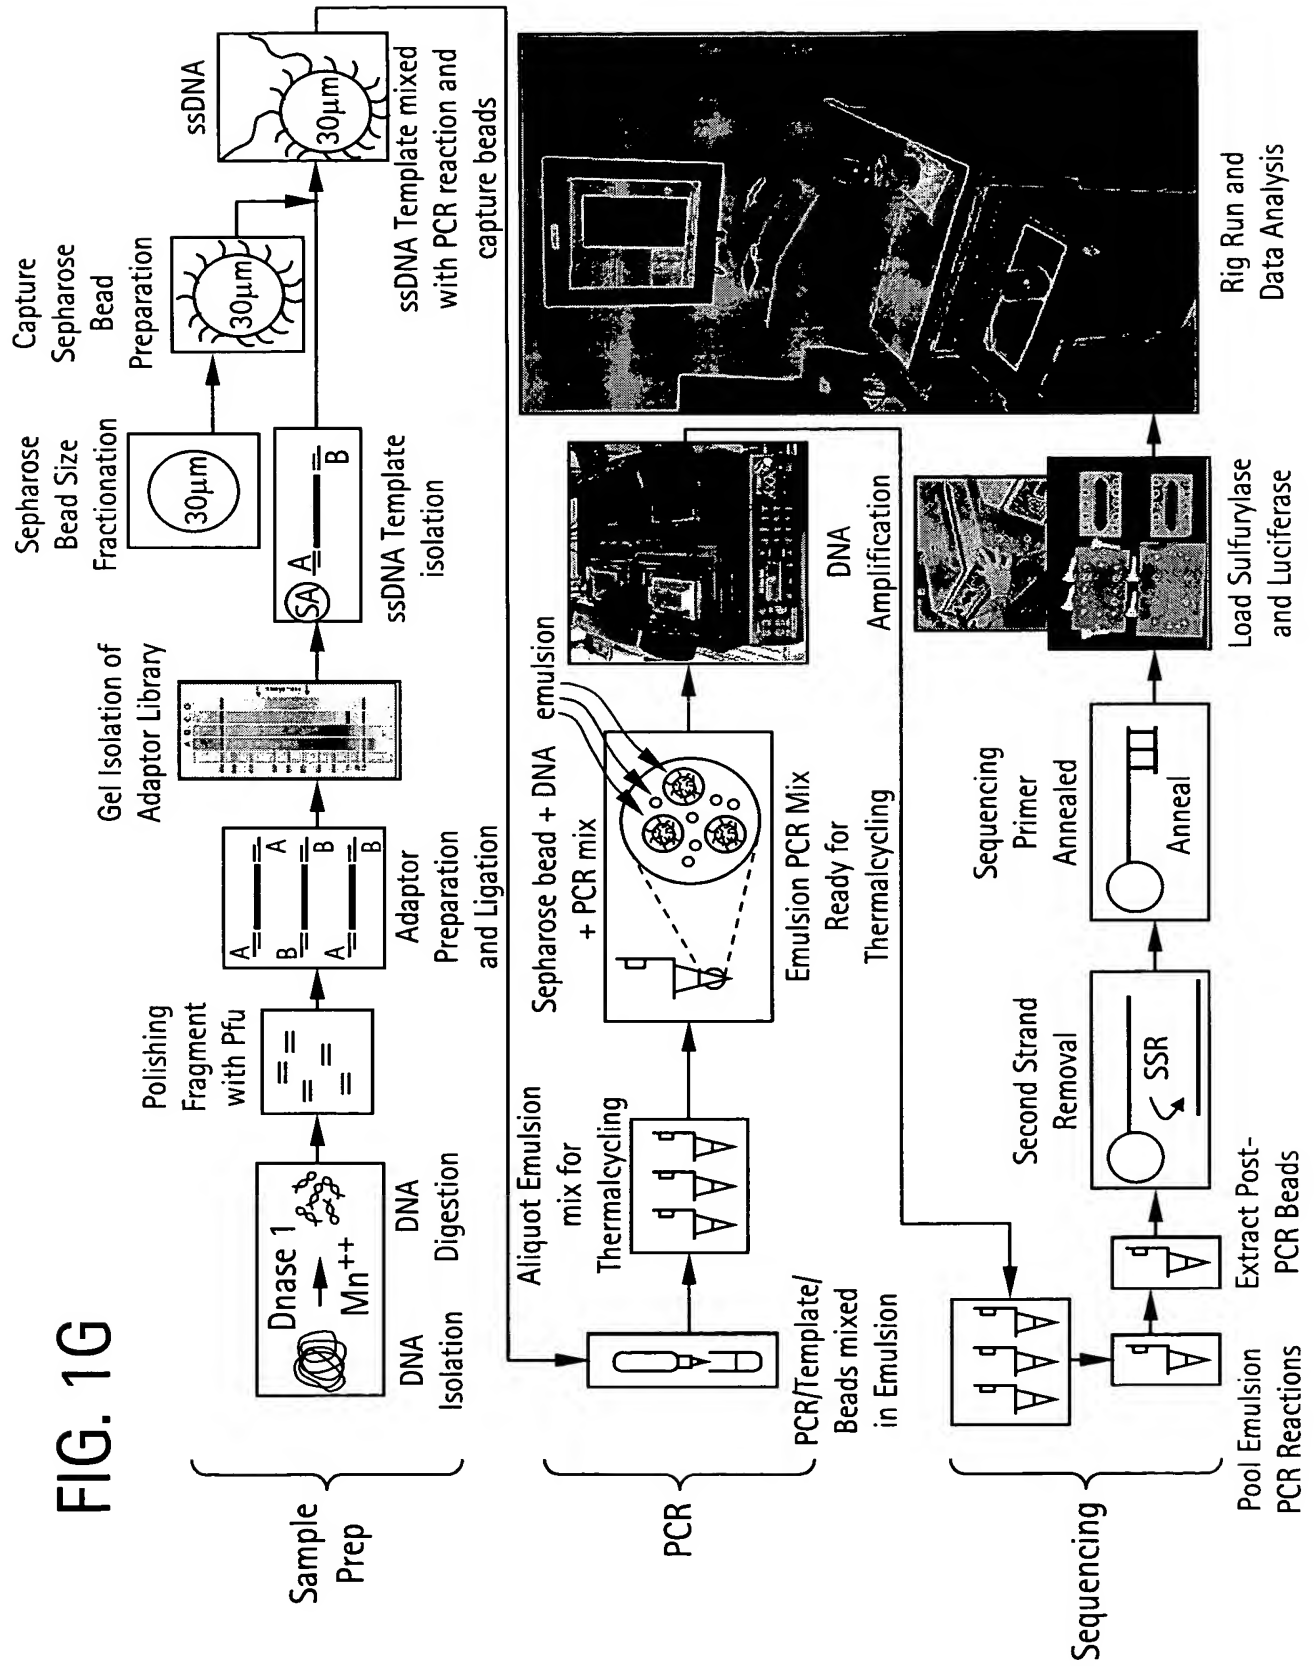 FIG. 1G
Sample
Prep
Dnase 1
Mn++
DNA
Isolation
DNA
Digestion
Polishing
Fragment
with Pfu
A
A
B
B
A
B
Adaptor
Preparation
and Ligation
Gel Isolation of
Adaptor Library
SA
A
B
ssDNA Template
isolation
Sepharose
Bead Size
Fractionation
30µm
Capture
Sepharose
Bead
Preparation
30µm
ssDNA
30µm
ssDNA Template mixed
with PCR reaction and
capture beads
PCR
PCR/Template/
Beads mixed
in Emulsion
Aliquot Emulsion
mix for
Thermalcycling
Sepharose bead + DNA
+ PCR mix
emulsion
Emulsion PCR Mix
Ready for
Thermalcycling
DNA
Amplification
Sequencing
Pool Emulsion
PCR Reactions
Extract Post-
PCR Beads
Second Strand
Removal
SSR
Sequencing
Primer
Annealed
Anneal
Load Sulfurylase
and Luciferase
Rig Run and
Data Analysis